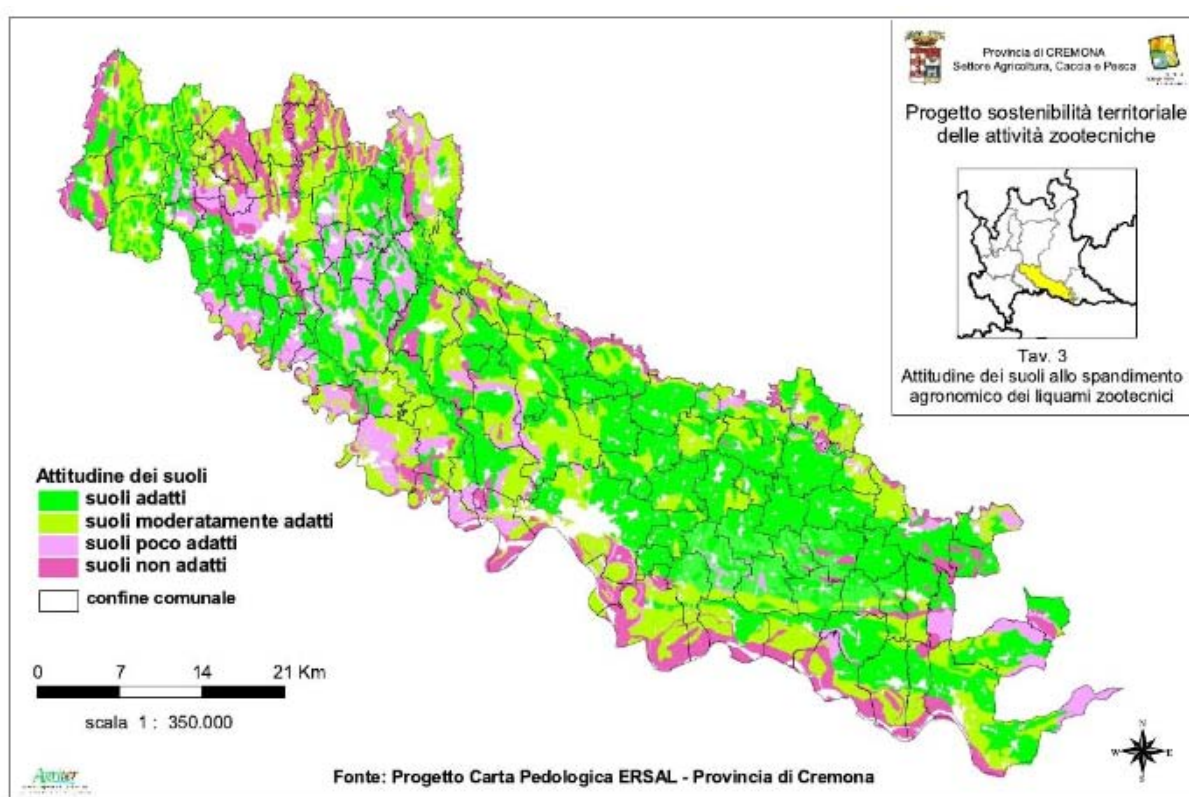 Provincia di CREMONA
Settore Agricoltura, Caccia e Pesca
Progetto sostenibilità territoriale
delle attività zootecniche
Tav. 3
Attitudine dei suoli allo spandimento
agronomico dei liquami zootecnici
Attitudine dei suoli
suoli adatti
suoli moderatamente adatti
suoli poco adatti
suoli non adatti
confine comunale
0 7 14 21 Km
scala 1 : 350.000
Fonte: Progetto Carta Pedologica ERSAL - Provincia di Cremona
N
W E
S